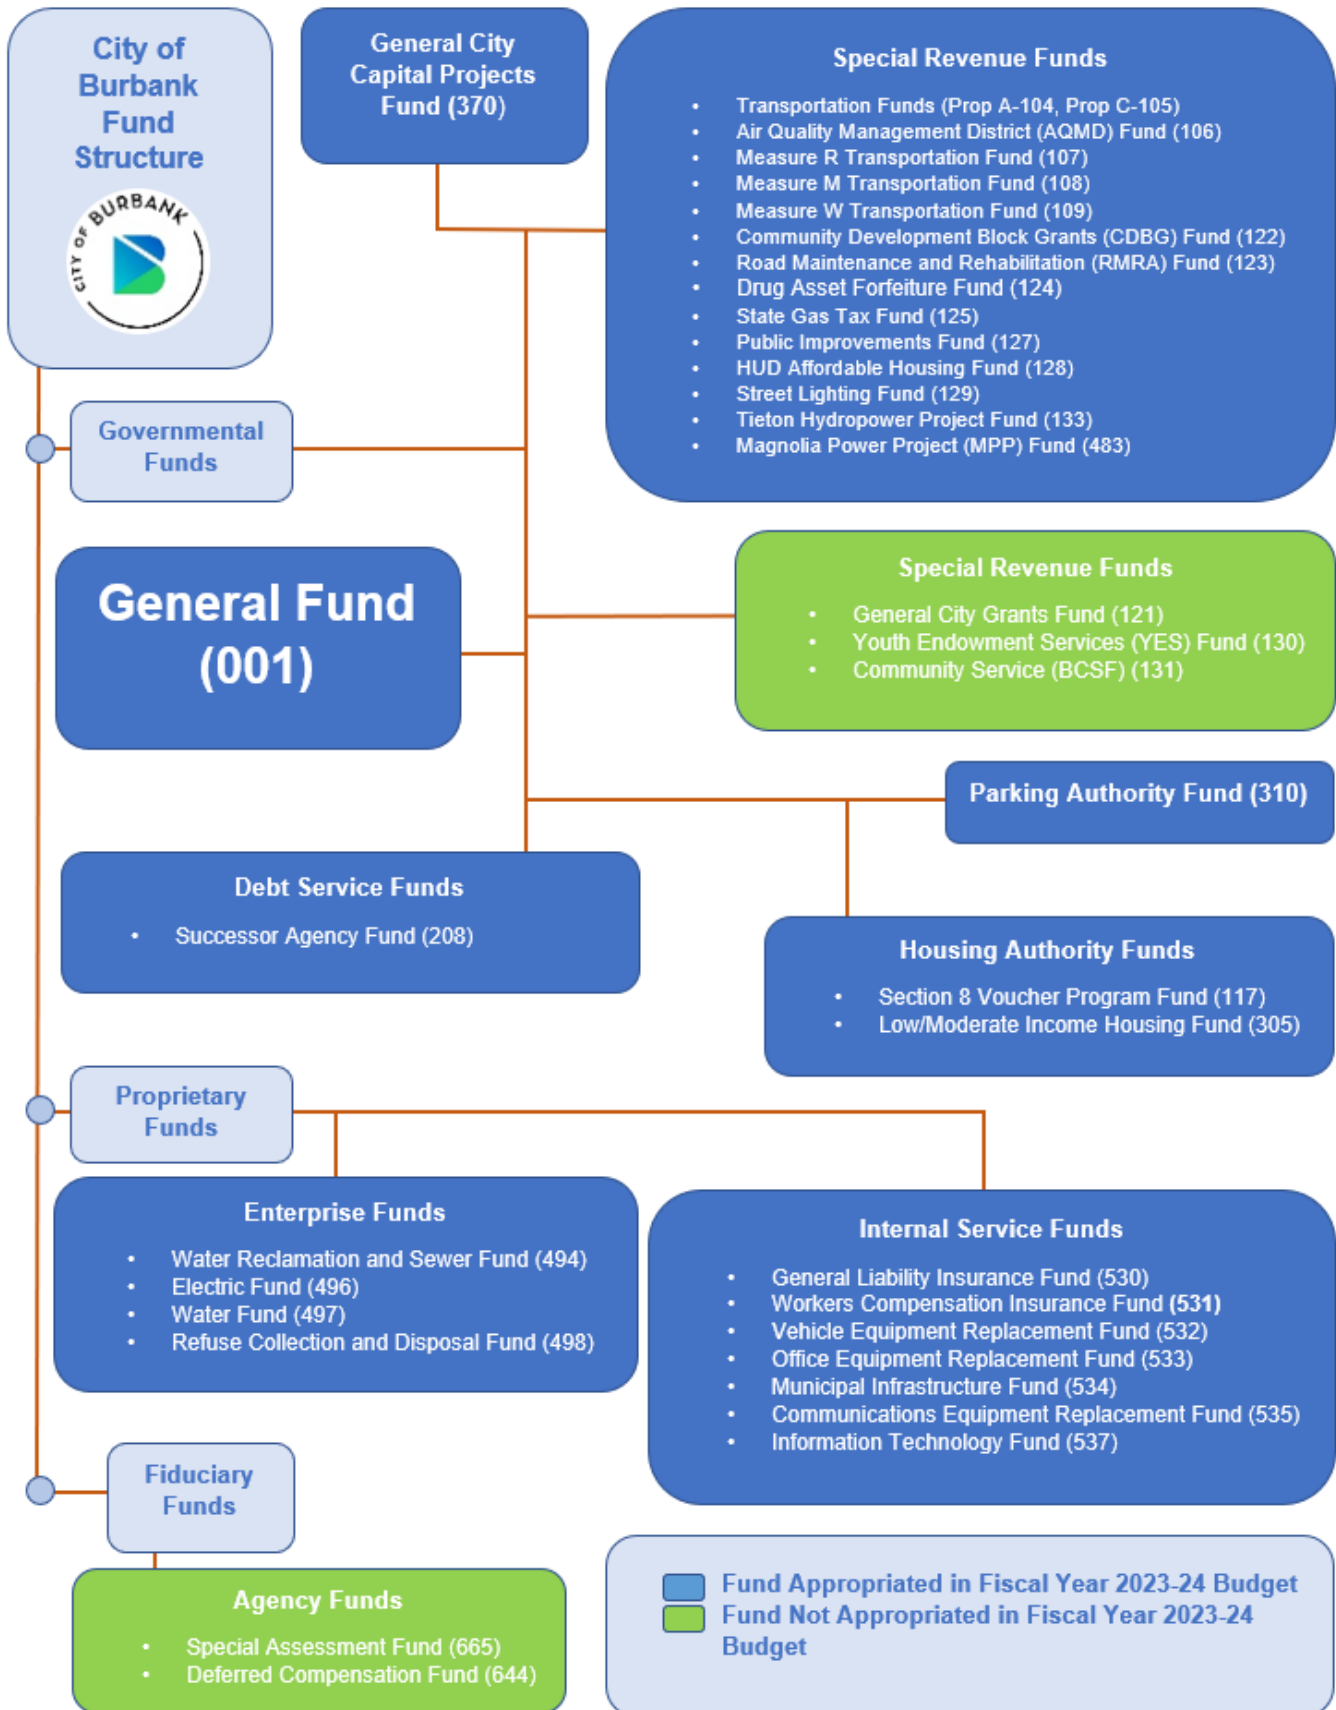 City of
Burbank
Fund
Structure
CITY OF BURBANK
General City
Capital Projects
Fund (370)
Special Revenue Funds
• Transportation Funds (Prop A-104, Prop C-105)
• Air Quality Management District (AQMD) Fund (106)
• Measure R Transportation Fund (107)
• Measure M Transportation Fund (108)
• Measure W Transportation Fund (109)
• Community Development Block Grants (CDBG) Fund (122)
• Road Maintenance and Rehabilitation (RMRA) Fund (123)
• Drug Asset Forfeiture Fund (124)
• State Gas Tax Fund (125)
• Public Improvements Fund (127)
• HUD Affordable Housing Fund (128)
• Street Lighting Fund (129)
• Tieton Hydropower Project Fund (133)
• Magnolia Power Project (MPP) Fund (483)
Governmental
Funds
General Fund
(001)
Special Revenue Funds
• General City Grants Fund (121)
• Youth Endowment Services (YES) Fund (130)
• Community Service (BCSF) (131)
Parking Authority Fund (310)
Debt Service Funds
• Successor Agency Fund (208)
Housing Authority Funds
• Section 8 Voucher Program Fund (117)
• Low/Moderate Income Housing Fund (305)
Proprietary
Funds
Enterprise Funds
• Water Reclamation and Sewer Fund (494)
• Electric Fund (496)
• Water Fund (497)
• Refuse Collection and Disposal Fund (498)
Internal Service Funds
• General Liability Insurance Fund (530)
• Workers Compensation Insurance Fund (531)
• Vehicle Equipment Replacement Fund (532)
• Office Equipment Replacement Fund (533)
• Municipal Infrastructure Fund (534)
• Communications Equipment Replacement Fund (535)
• Information Technology Fund (537)
Fiduciary
Funds
Agency Funds
• Special Assessment Fund (665)
• Deferred Compensation Fund (644)
Fund Appropriated in Fiscal Year 2023-24 Budget
Fund Not Appropriated in Fiscal Year 2023-24
Budget